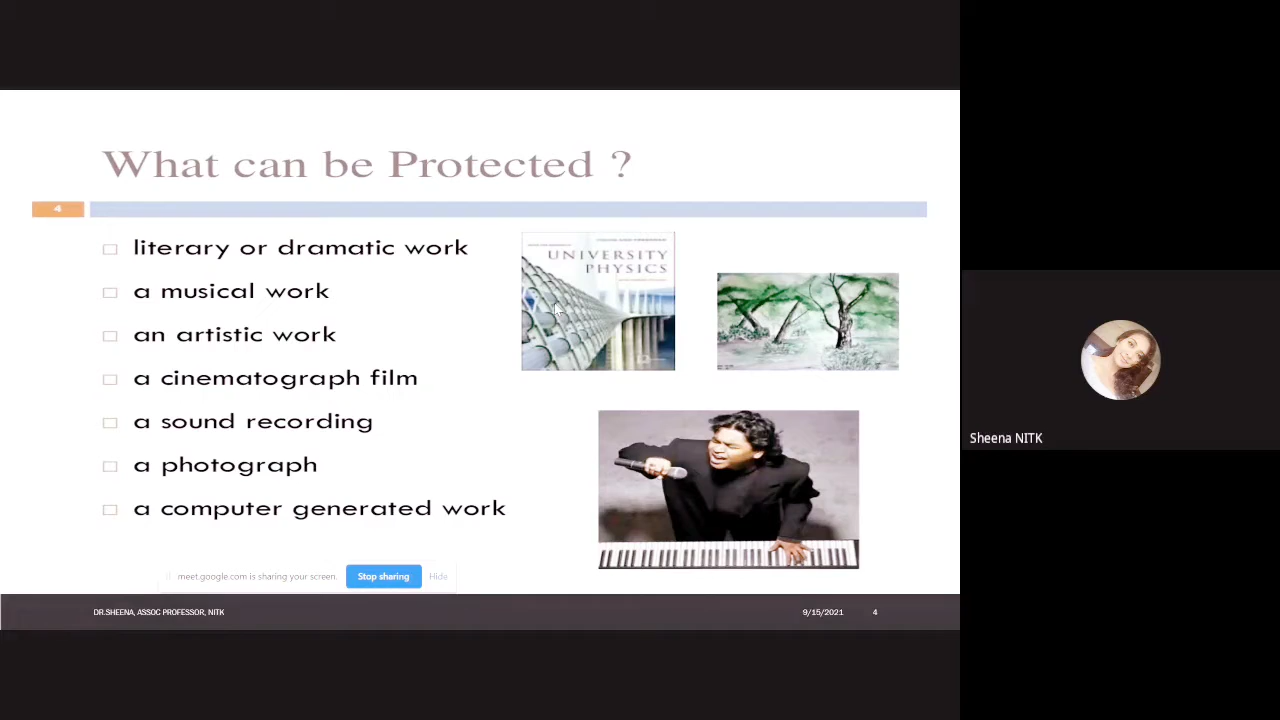 What can be Protected ?
4
literary or dramatic work
a musical work
an artistic work
a cinematograph film
a sound recording
a photograph
a computer generated work
UNIVERSITY
PHYSICS
meet.google.com is sharing your screen.
Stop sharing
Hide
DR.SHEENA, ASSOC PROFESSOR, NITK
9/15/2021
4
Sheena NITK